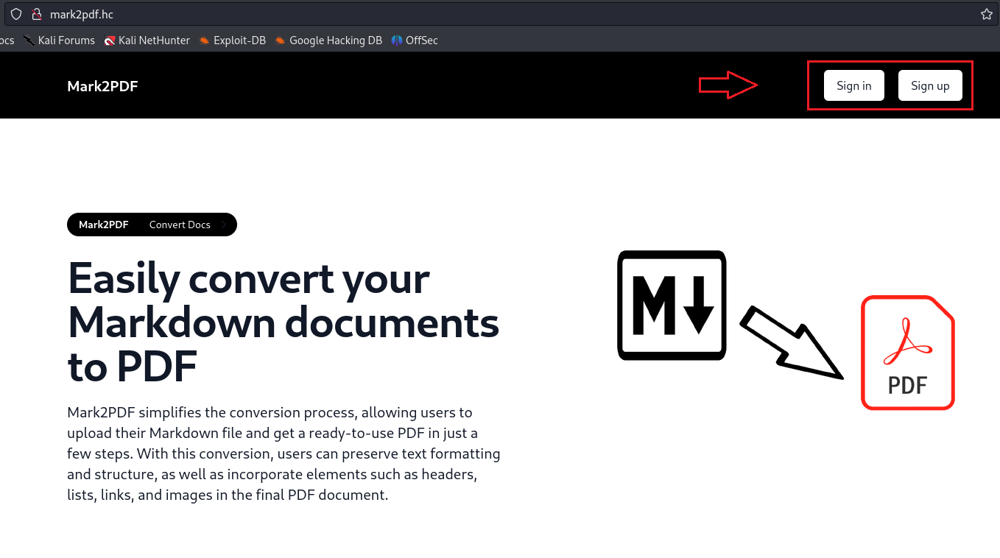 mark2pdf.hc
ocs Kali Forums Kali NetHunter Exploit-DB Google Hacking DB OffSec
Mark2PDF Sign in Sign up
Mark2PDF Convert Docs
Easily convert your
Markdown documents
to PDF
M
PDF
Mark2PDF simplifies the conversion process, allowing users to
upload their Markdown file and get a ready-to-use PDF in just a
few steps. With this conversion, users can preserve text formatting
and structure, as well as incorporate elements such as headers,
lists, links, and images in the final PDF document.